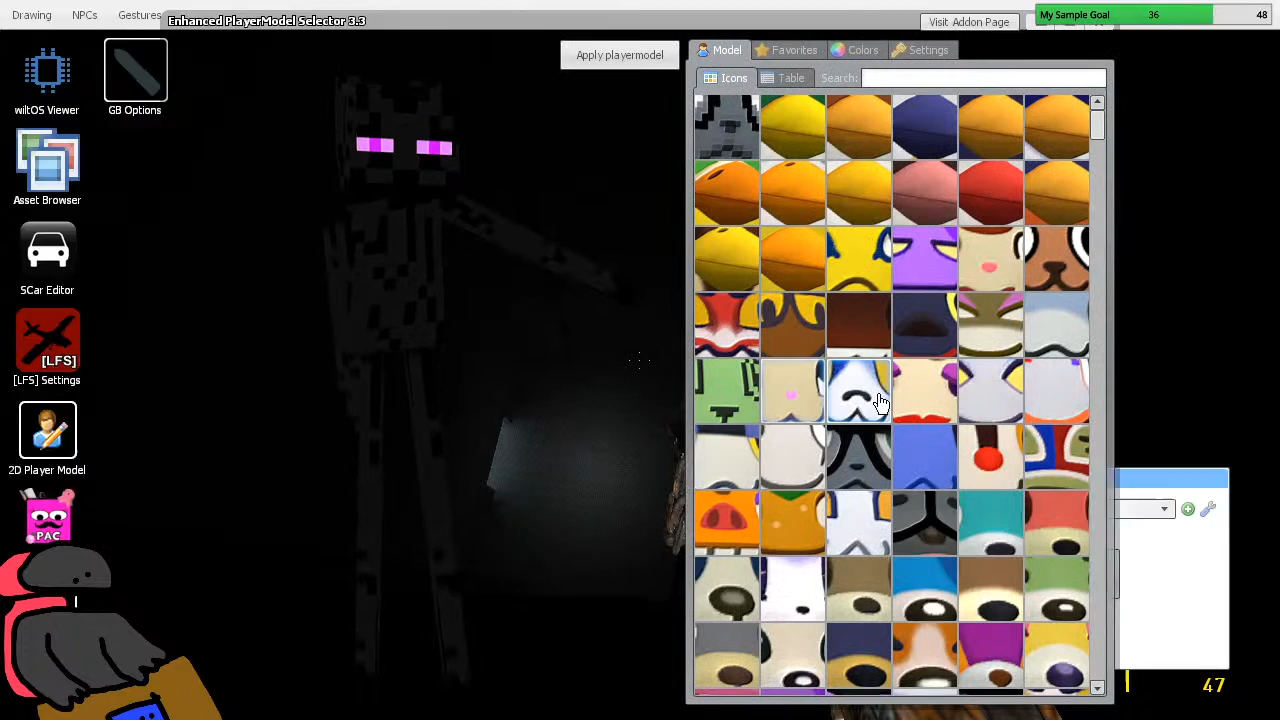 Drawing NPCs Gestures
Enhanced PlayerModel Selector 3.3
Visit Addon Page
My Sample Goal 36 48
Apply playermodel
Model Favorites Colors Settings
Icons Table Search:
wiltOS Viewer
GB Options
Asset Browser
SCar Editor
[LFS]
[LFS] Settings
2D Player Model
PAC
47